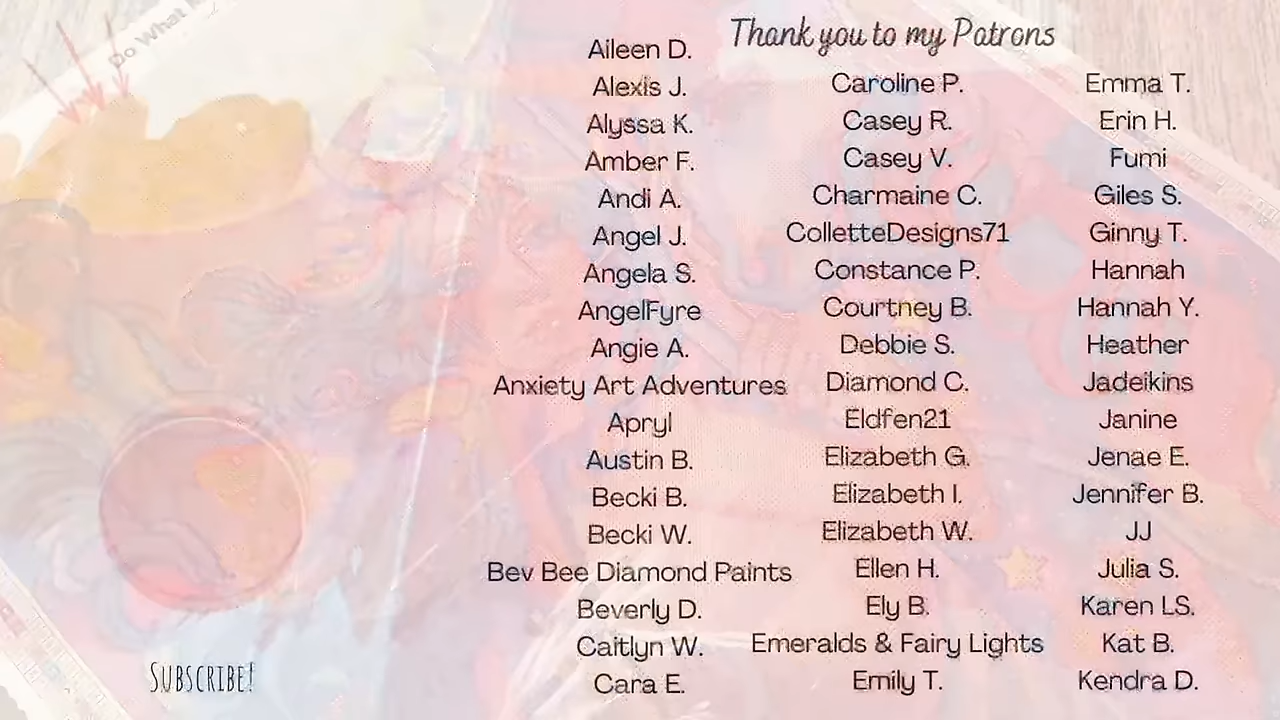 Do What
Thank you to my Patrons
Aileen D.
Alexis J.
Alyssa K.
Amber F.
Andi A.
Angel J.
Angela S.
AngelFyre
Angie A.
Anxiety Art Adventures
Apryl
Austin B.
Becki B.
Becki W.
Bev Bee Diamond Paints
Beverly D.
Caitlyn W.
Cara E.
Caroline P.
Casey R.
Casey V.
Charmaine C.
ColletteDesigns71
Constance P.
Courtney B.
Debbie S.
Diamond C.
Eldfen21
Elizabeth G.
Elizabeth I.
Elizabeth W.
Ellen H.
Ely B.
Emeralds & Fairy Lights
Emily T.
Emma T.
Erin H.
Fumi
Giles S.
Ginny T.
Hannah
Hannah Y.
Heather
Jadeikins
Janine
Jenae E.
Jennifer B.
JJ
Julia S.
Karen LS.
Kat B.
Kendra D.
SUBSCRIBE!